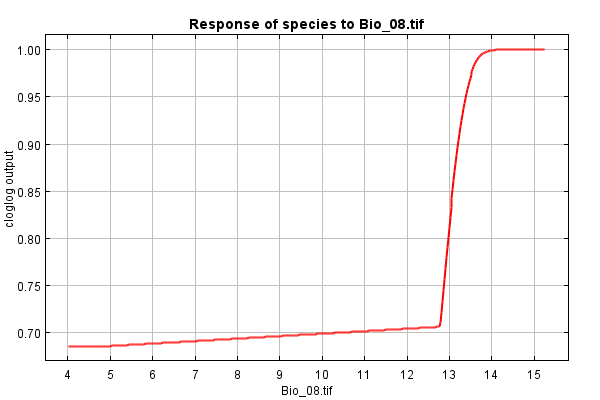 Response of species to Bio_08.tif
1.00
0.95
0.90
0.85
0.80
0.75
0.70
cloglog output
4 5 6 7 8 9 10 11 12 13 14 15
Bio_08.tif